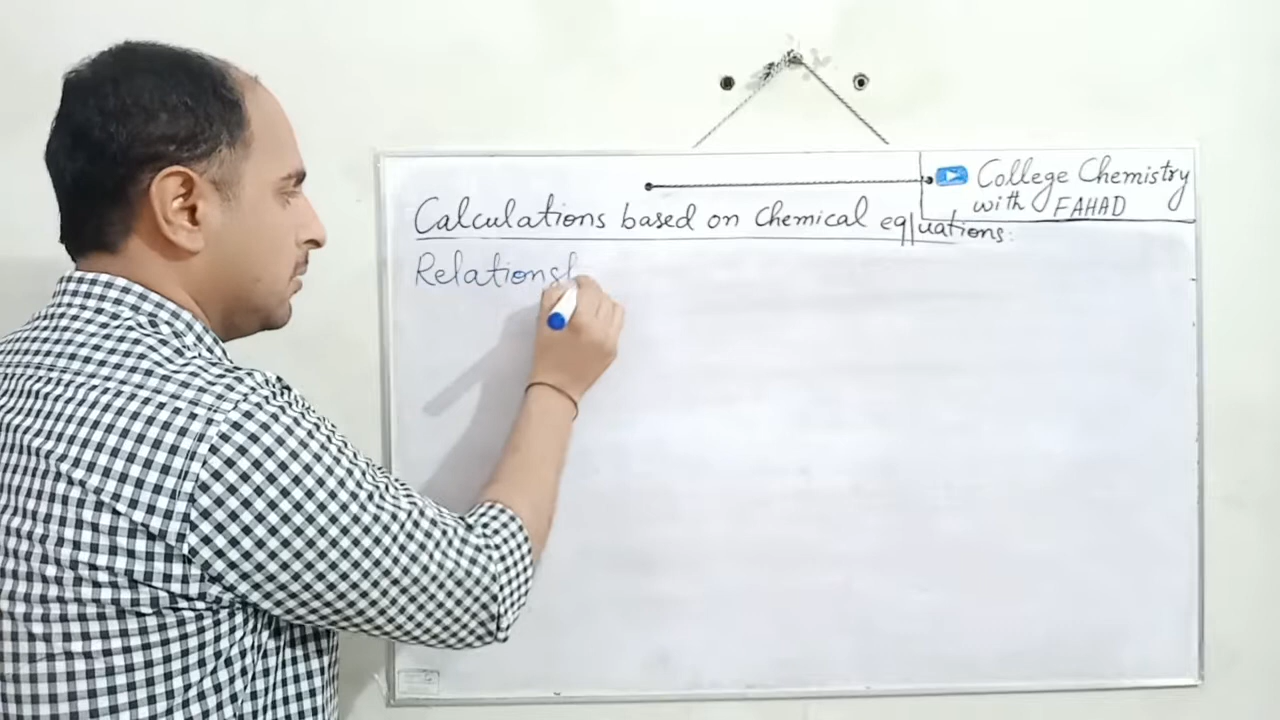 College Chemistry
with FAHAD
Calculations based on Chemical equations:
Relationsh